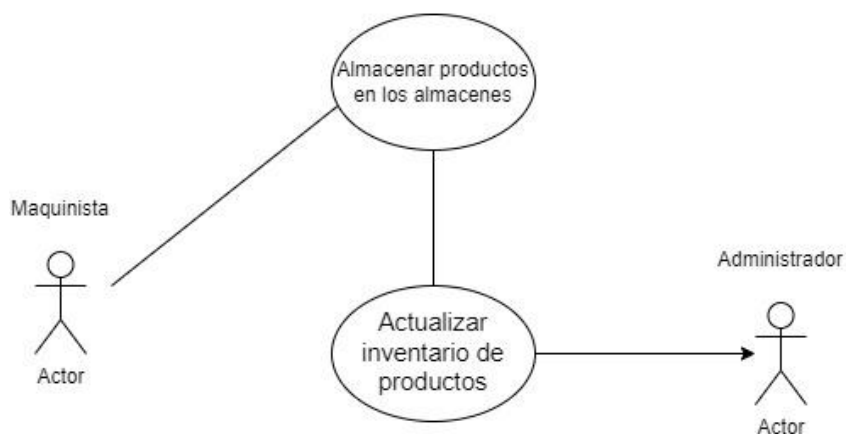 Almacenar productos
en los almacenes
Maquinista
Actor
Actualizar
inventario de
productos
Administrador
Actor